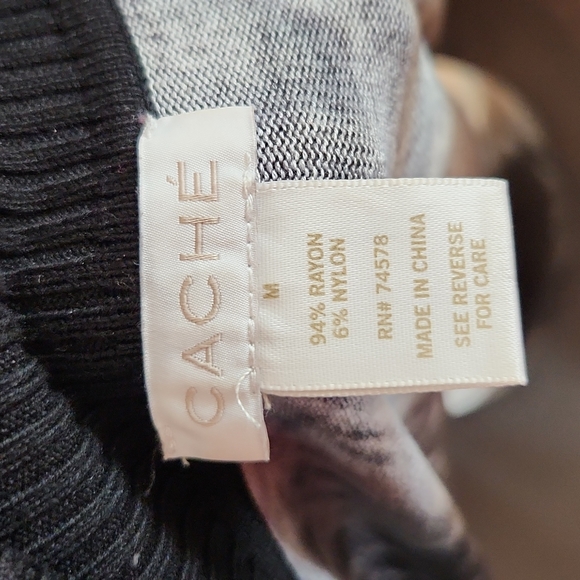 CACHÉ
M
94% RAYON
6% NYLON
RN# 74578
MADE IN CHINA
SEE REVERSE
FOR CARE